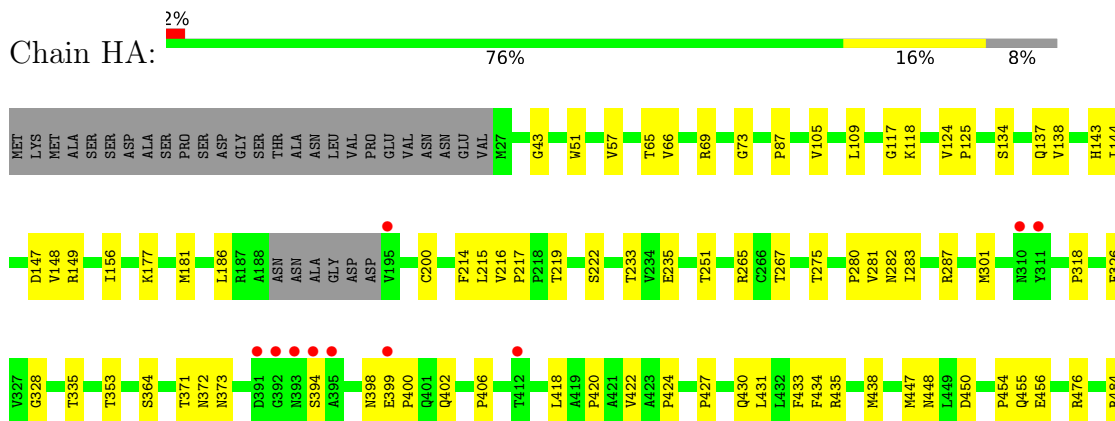 2%
Chain HA:
76% 16% 8%
MET LYS MET ALA SER SER ASP ALA SER PRO SER ASP GLY SER THR ALA ASN LEU VAL PRO GLU VAL ASN ASN GLU VAL M27 G43 W51 V57 T65 V66 R69 G73 P87 V105 L109 G117 K118 V124 P125 S134 Q137 V138 H143 I144
D147 V148 R149 I156 K177 M181 L186 R187 A188 ASN ASN ALA GLY ASP ASP V195 C200 F214 L215 V216 P217 P218 T219 S222 T233 V234 E235 T251 R265 C266 T267 T275 P280 V281 N282 I283 R287 M301 N310 Y311 P318
V327 G328 T335 T353 S364 T371 N372 N373 D391 G392 N393 S394 A395 N398 E399 P400 Q401 Q402 P406 T412 L418 A419 P420 A421 V422 A423 P424 P427 Q430 L431 L432 F433 F434 R435 M438 M447 N448 L449 D450 P454 Q455 E456 R476